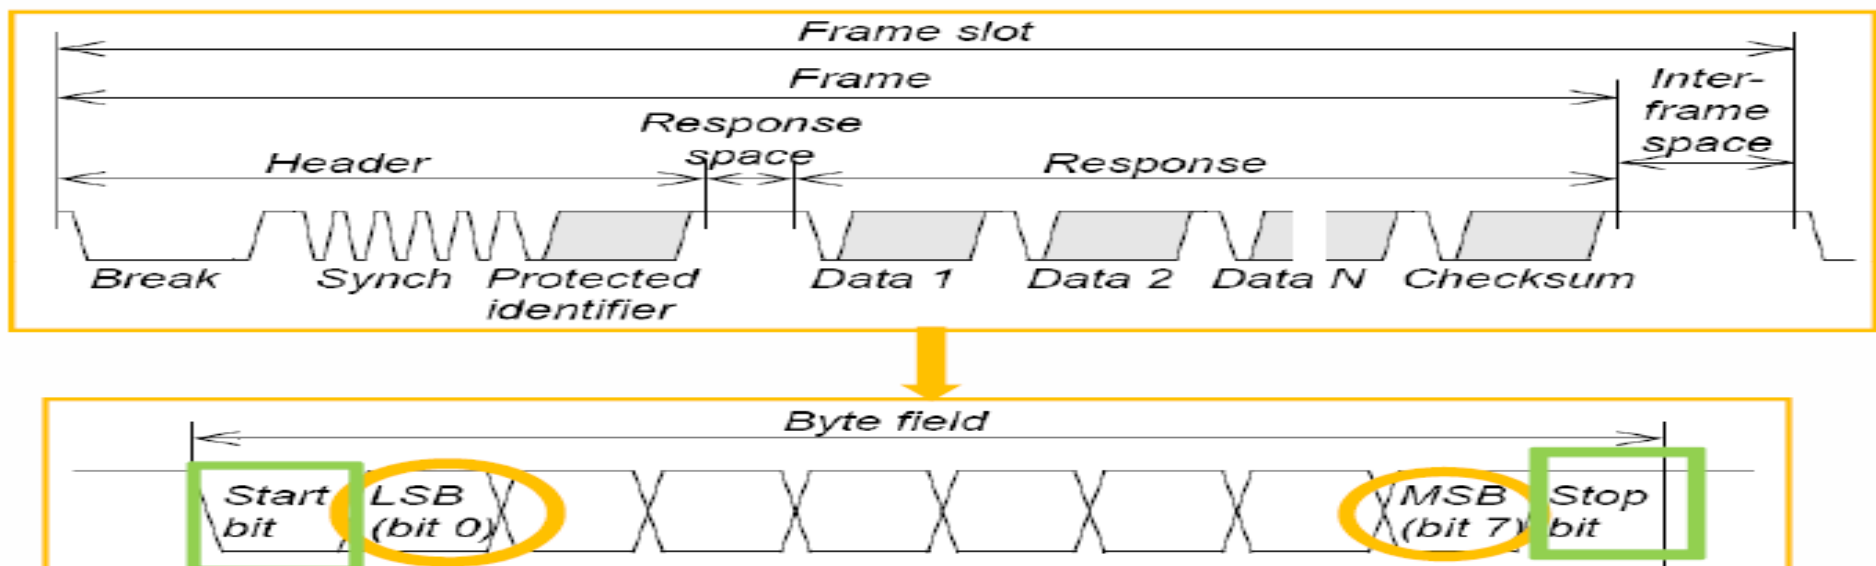 Frame slot
Frame
Inter-
frame
space
Response
space
Header
Response
Break
Synch
Protected
identifier
Data 1
Data 2
Data N
Checksum
Byte field
Start
bit
LSB
(bit 0)
MSB
(bit 7)
Stop
bit